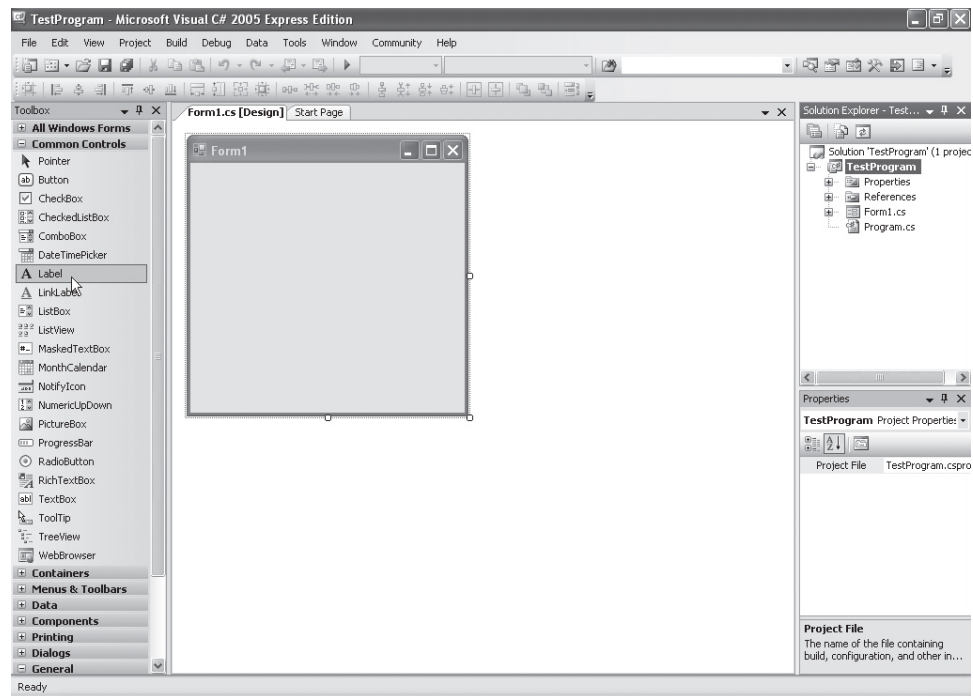 TestProgram - Microsoft Visual C# 2005 Express Edition
File Edit View Project Build Debug Data Tools Window Community Help
Toolbox
All Windows Forms
Common Controls
Pointer
Button
CheckBox
CheckedListBox
ComboBox
DateTimePicker
Label
LinkLabel
ListBox
ListView
MaskedTextBox
MonthCalendar
NotifyIcon
NumericUpDown
PictureBox
ProgressBar
RadioButton
RichTextBox
TextBox
ToolTip
TreeView
WebBrowser
Containers
Menus & Toolbars
Data
Components
Printing
Dialogs
General
Form1.cs [Design] Start Page
Form1
Solution Explorer - Test...
Solution 'TestProgram' (1 projec
TestProgram
Properties
References
Form1.cs
Program.cs
Properties
TestProgram Project Properties
Project File TestProgram.cspro
Project File
The name of the file containing
build, configuration, and other in...
Ready